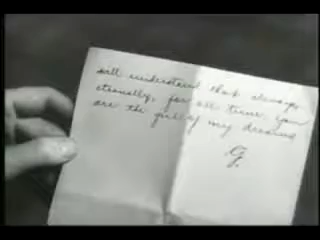 will understand that always,
eternally, for all time you
are the girl of my dreams
G.